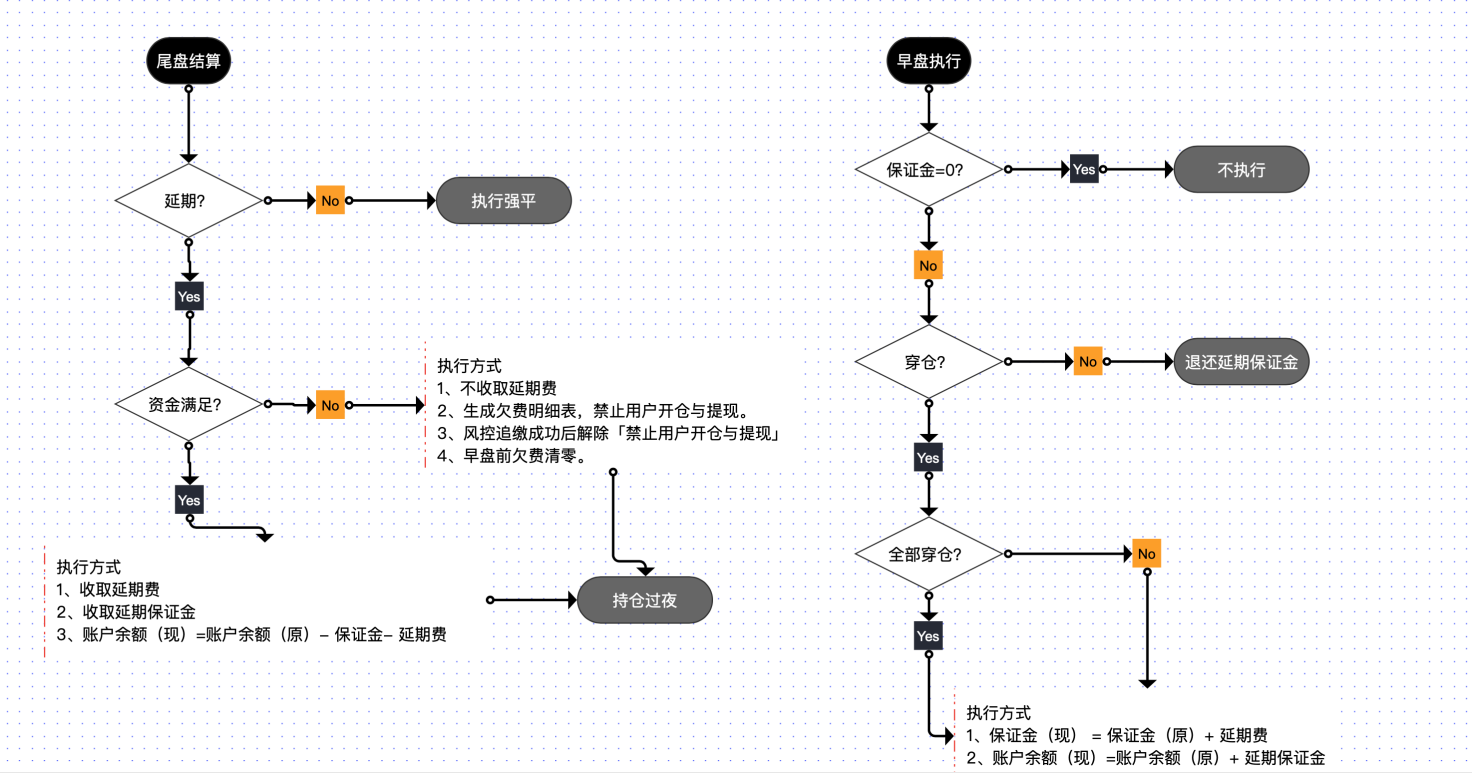 尾盘结算
延期?
No
执行强平
Yes
资金满足?
No
执行方式
1、不收取延期费
2、生成欠费明细表，禁止用户开仓与提现。
3、风控追缴成功后解除「禁止用户开仓与提现」
4、早盘前欠费清零。
Yes
执行方式
1、收取延期费
2、收取延期保证金
3、账户余额（现）=账户余额（原）- 保证金- 延期费
持仓过夜
早盘执行
保证金=0?
Yes
不执行
No
穿仓?
No
退还延期保证金
Yes
全部穿仓?
No
Yes
执行方式
1、保证金（现） = 保证金（原）+ 延期费
2、账户余额（现）=账户余额（原）+ 延期保证金